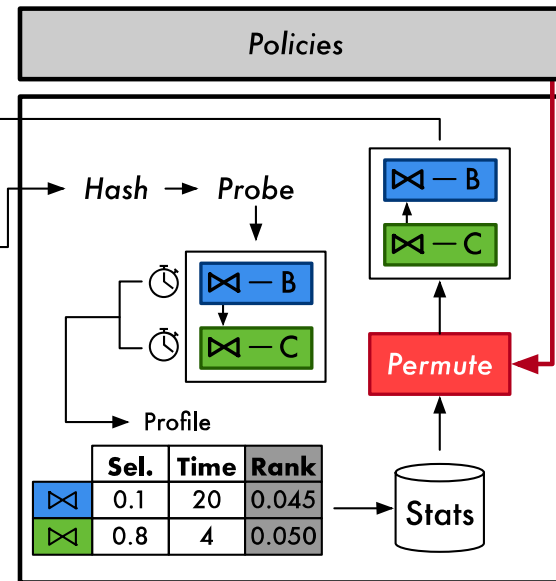 Policies
Hash
Probe
⋈ — B
⋈ — C
⋈ — B
⋈ — C
Permute
Profile
Sel. Time Rank
⋈ 0.1 20 0.045
⋈ 0.8 4 0.050
Stats